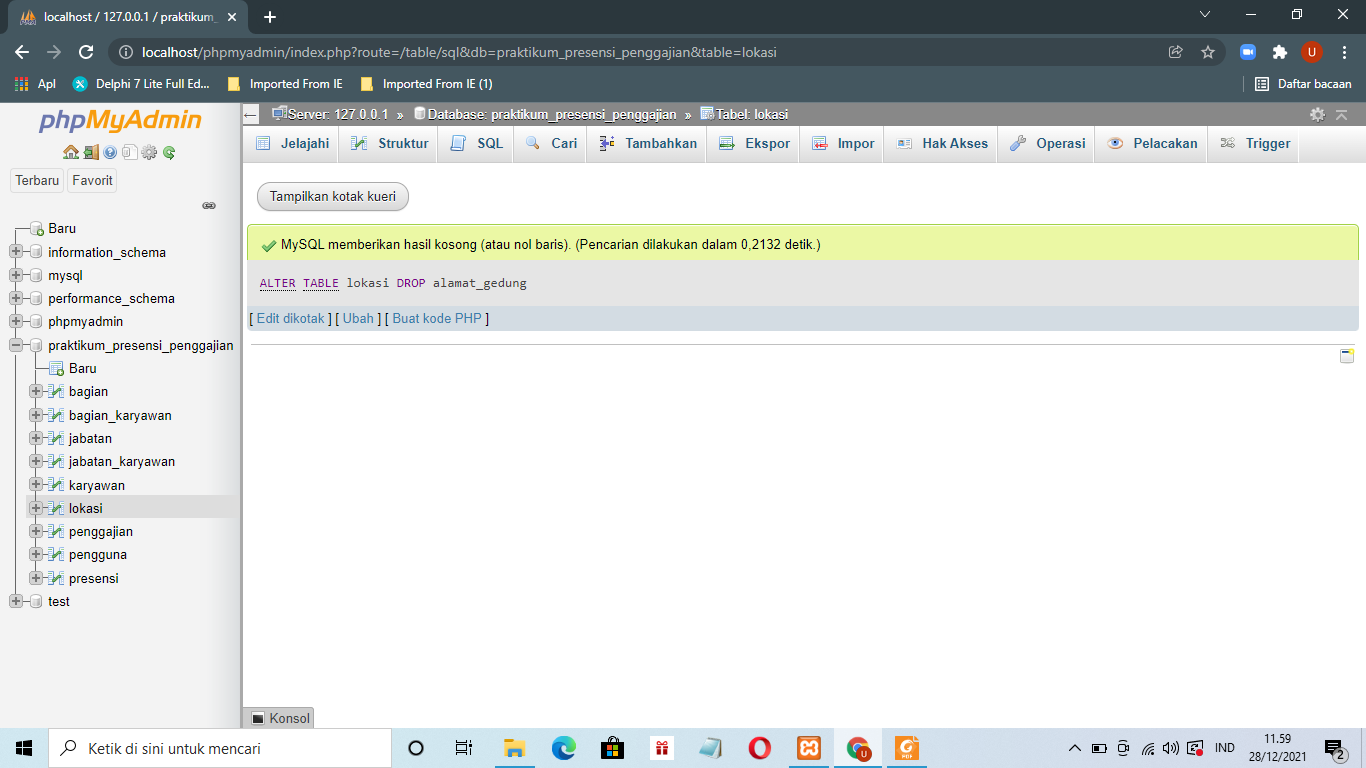 localhost / 127.0.0.1 / praktikum_
localhost/phpmyadmin/index.php?route=/table/sql&db=praktikum_presensi_penggajian&table=lokasi
U
Apl
Delphi 7 Lite Full Ed...
Imported From IE
Imported From IE (1)
Daftar bacaan
phpMyAdmin
Terbaru
Favorit
Baru
information_schema
mysql
performance_schema
phpmyadmin
praktikum_presensi_penggajian
Baru
bagian
bagian_karyawan
jabatan
jabatan_karyawan
karyawan
lokasi
penggajian
pengguna
presensi
test
Server: 127.0.0.1 » Database: praktikum_presensi_penggajian » Tabel: lokasi
Jelajahi
Struktur
SQL
Cari
Tambahkan
Ekspor
Impor
Hak Akses
Operasi
Pelacakan
Trigger
Tampilkan kotak kueri
MySQL memberikan hasil kosong (atau nol baris). (Pencarian dilakukan dalam 0,2132 detik.)
ALTER TABLE lokasi DROP alamat_gedung
[ Edit dikotak ] [ Ubah ] [ Buat kode PHP ]
Konsol
Ketik di sini untuk mencari
U
PDF
IND
11.59
28/12/2021
2